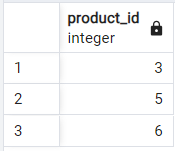 product_id
integer
1 3
2 5
3 6